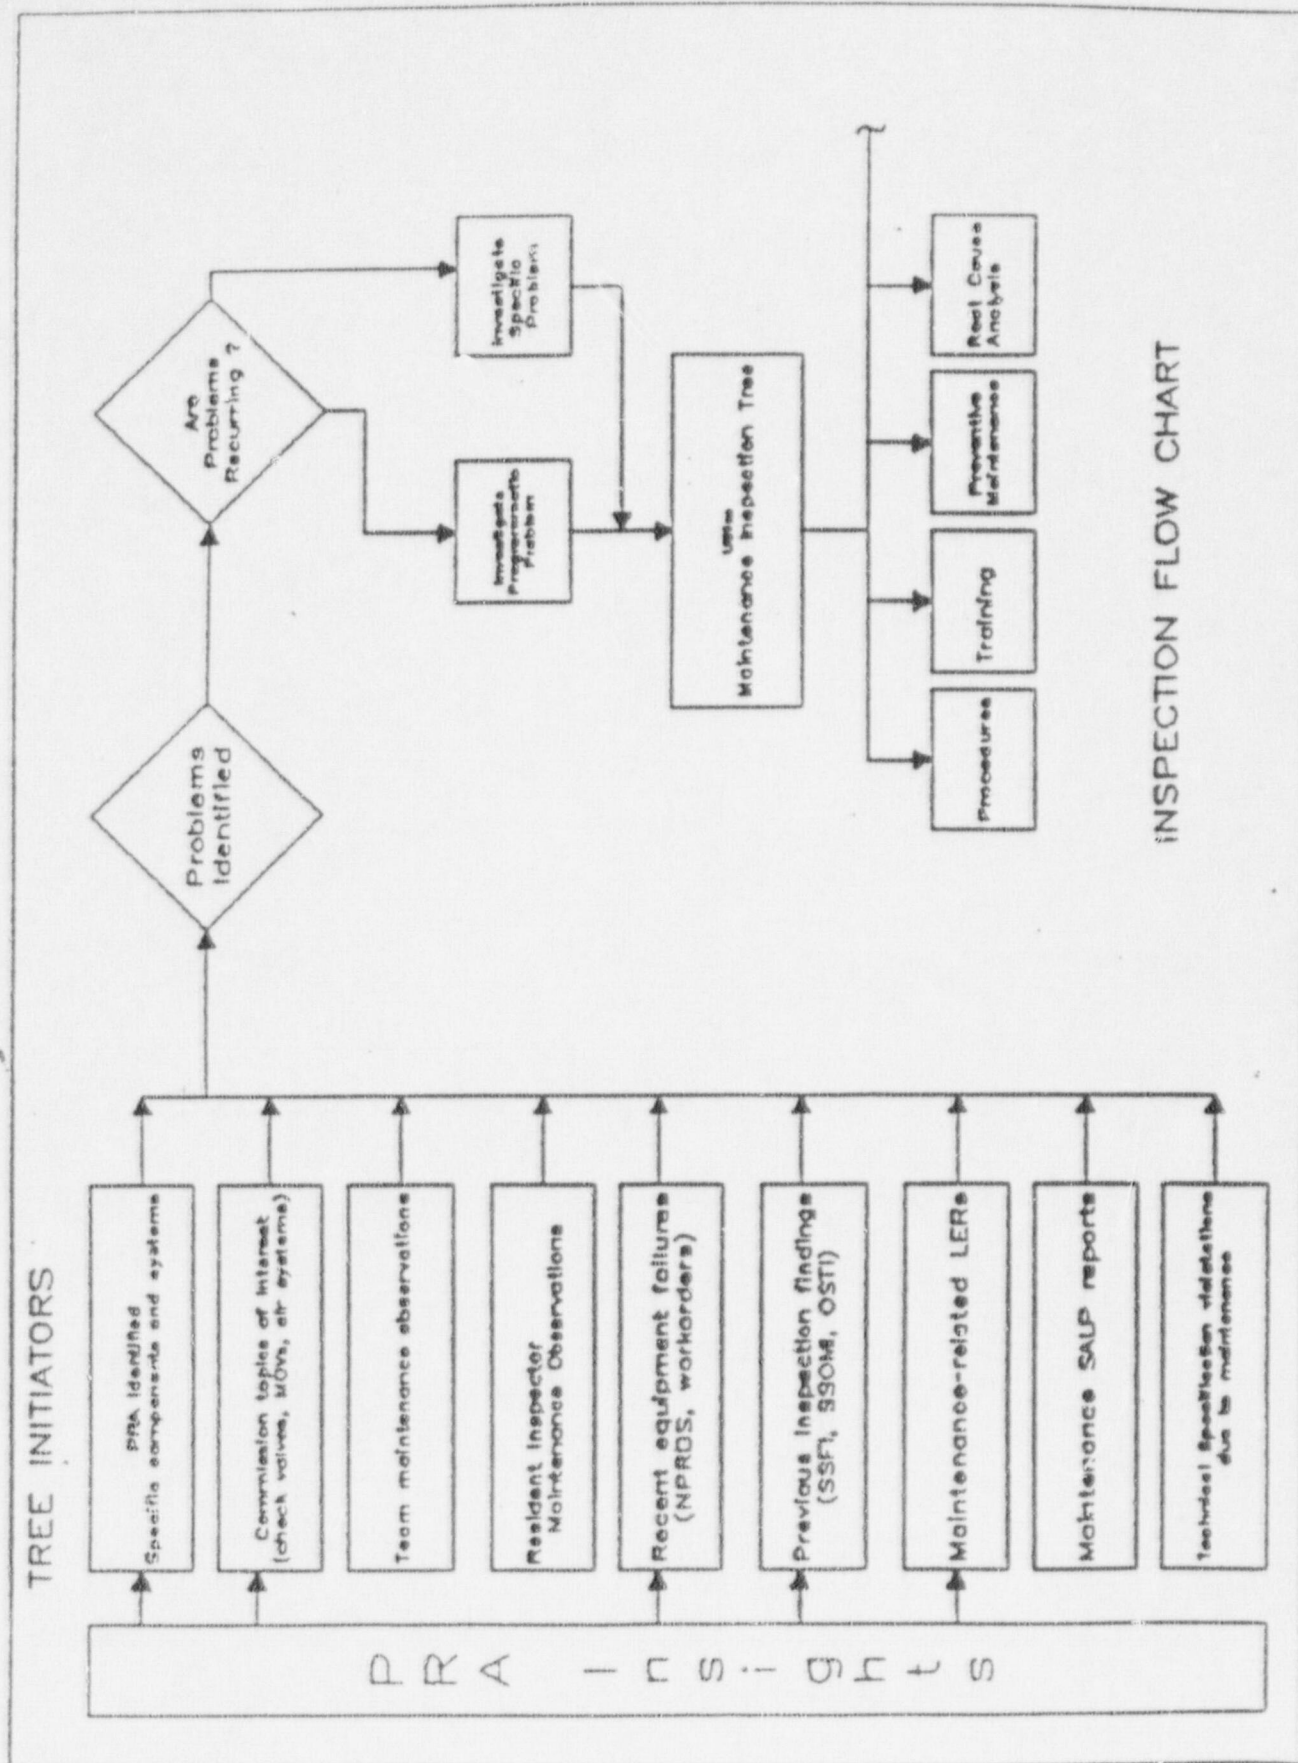 TREE INITIATORS
PRA Insights
PRA Identified
Specific components and systems
Commission topics of interest
(check valves, MOVs, air systems)
Team maintenance observations
Resident Inspector
Maintenance Observations
Recent equipment failures
(NPRDS, workorders)
Previous Inspection findings
(SSFI, SSOMI, OSTI)
Maintenance-related LERs
Maintenance SALP reports
Technical Specification violations
due to maintenance
Problems
Identified
Are
Problems
Recurring ?
Investigate
Programmatic
Problem
Investigate
Specific
Problem
Maintenance Inspection Tree
Procedures
Training
Preventive
Maintenance
Root Cause
Analysis
INSPECTION FLOW CHART